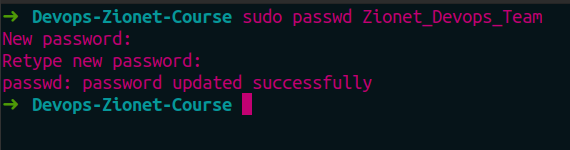 ➜ Devops-Zionet-Course sudo passwd Zionet_Devops_Team
New password:
Retype new password:
passwd: password updated successfully
➜ Devops-Zionet-Course